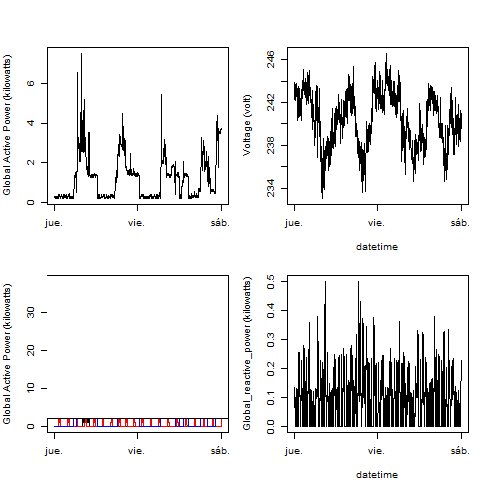 Global Active Power (kilowatts)
0 2 4 6
jue. vie. sáb.
Voltage (volt)
234 238 242 246
jue. vie. sáb.
datetime
Global Active Power (kilowatts)
0 10 20 30
jue. vie. sáb.
Global_reactive_power (kilowatts)
0.0 0.1 0.2 0.3 0.4 0.5
jue. vie. sáb.
datetime